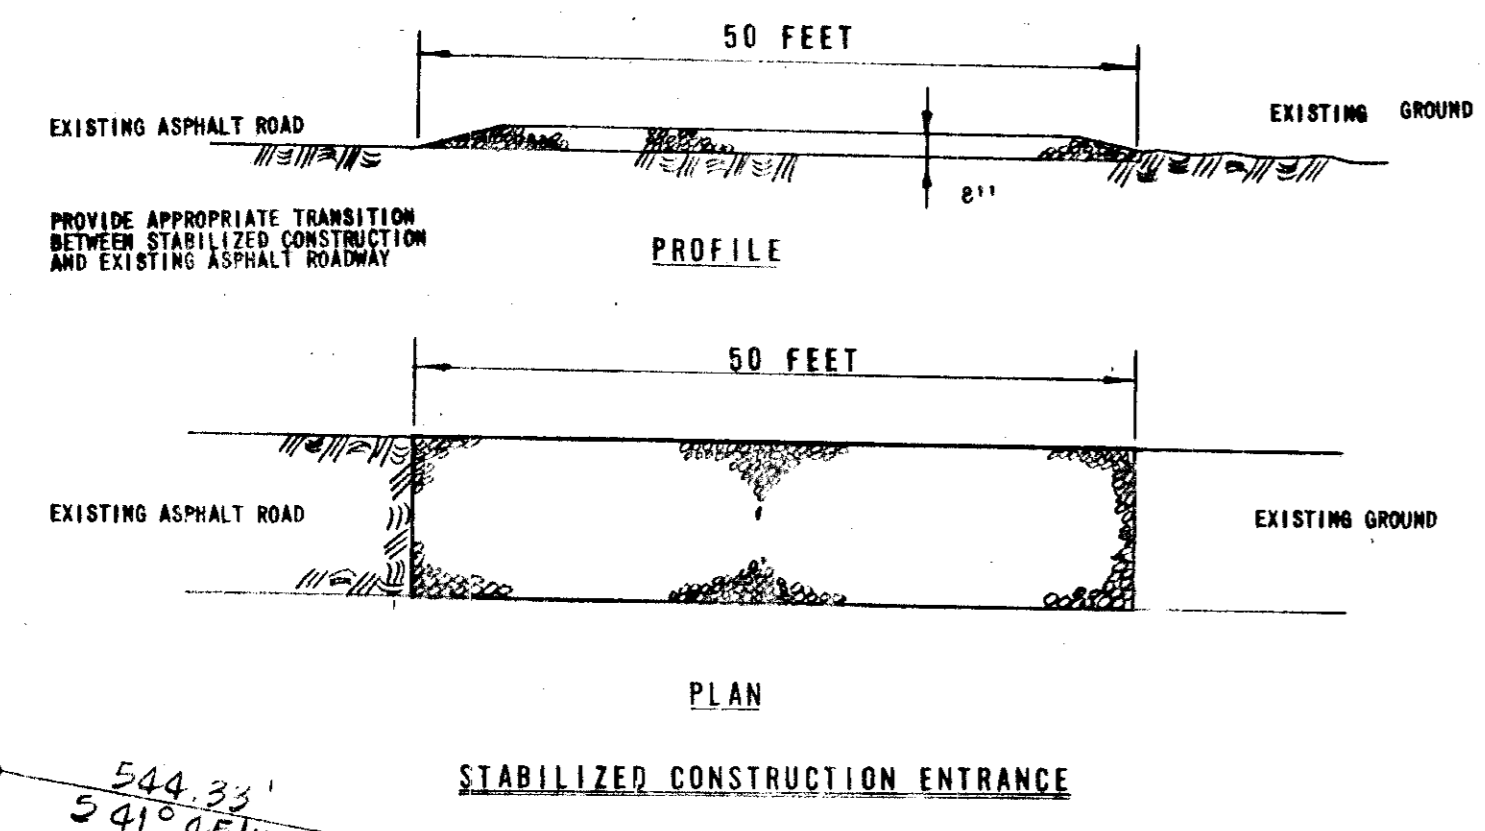 50 FEET
EXISTING ASPHALT ROAD
EXISTING GROUND
8"
PROVIDE APPROPRIATE TRANSITION
BETWEEN STABILIZED CONSTRUCTION
AND EXISTING ASPHALT ROADWAY
PROFILE
50 FEET
EXISTING ASPHALT ROAD
EXISTING GROUND
PLAN
STABILIZED CONSTRUCTION ENTRANCE
544.33'
S 41°